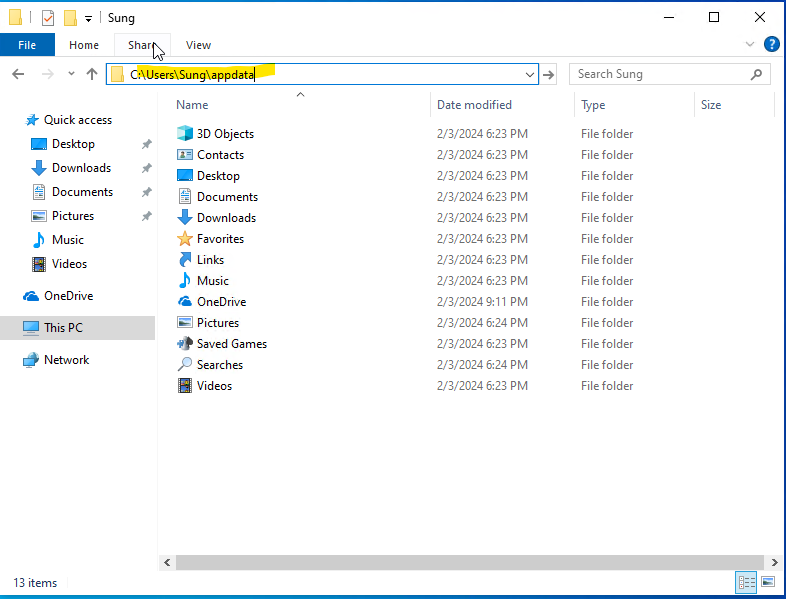 Sung
File Home Share View
C:\Users\Sung\appdata Search Sung
Name Date modified Type Size
Quick access
Desktop
Downloads
Documents
Pictures
Music
Videos
OneDrive
This PC
Network
3D Objects 2/3/2024 6:23 PM File folder
Contacts 2/3/2024 6:23 PM File folder
Desktop 2/3/2024 6:23 PM File folder
Documents 2/3/2024 6:23 PM File folder
Downloads 2/3/2024 6:23 PM File folder
Favorites 2/3/2024 6:23 PM File folder
Links 2/3/2024 6:23 PM File folder
Music 2/3/2024 6:23 PM File folder
OneDrive 2/3/2024 9:11 PM File folder
Pictures 2/3/2024 6:24 PM File folder
Saved Games 2/3/2024 6:23 PM File folder
Searches 2/3/2024 6:24 PM File folder
Videos 2/3/2024 6:23 PM File folder
13 items